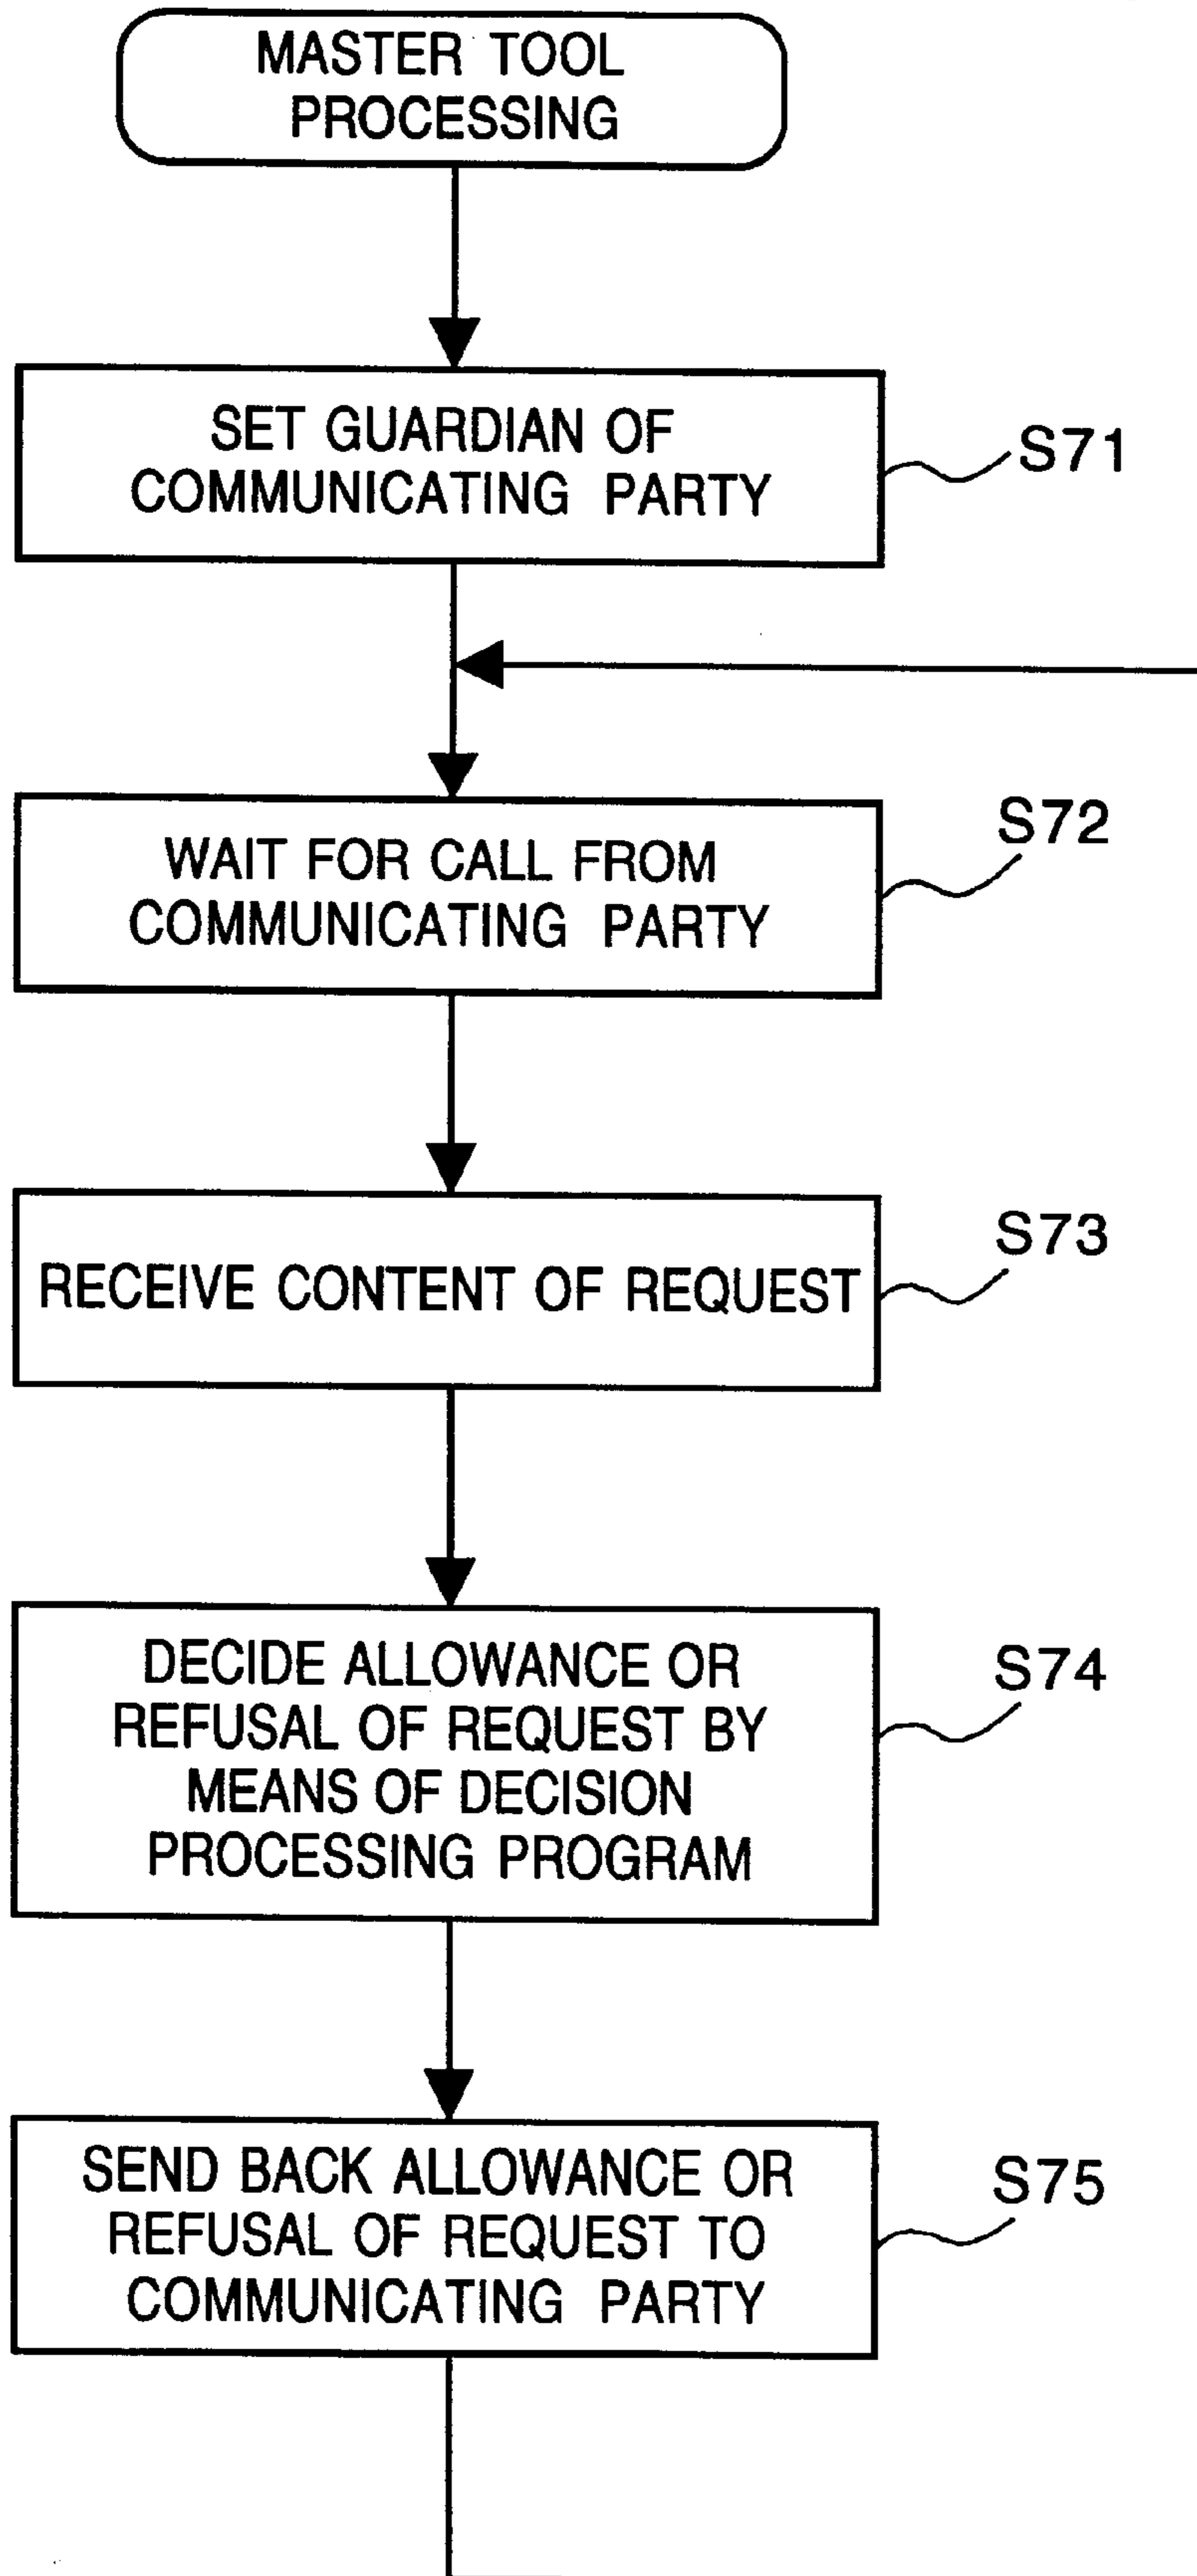 MASTER TOOL
PROCESSING
SET GUARDIAN OF
COMMUNICATING PARTY
S71
WAIT FOR CALL FROM
COMMUNICATING PARTY
S72
RECEIVE CONTENT OF REQUEST
S73
DECIDE ALLOWANCE OR
REFUSAL OF REQUEST BY
MEANS OF DECISION
PROCESSING PROGRAM
S74
SEND BACK ALLOWANCE OR
REFUSAL OF REQUEST TO
COMMUNICATING PARTY
S75